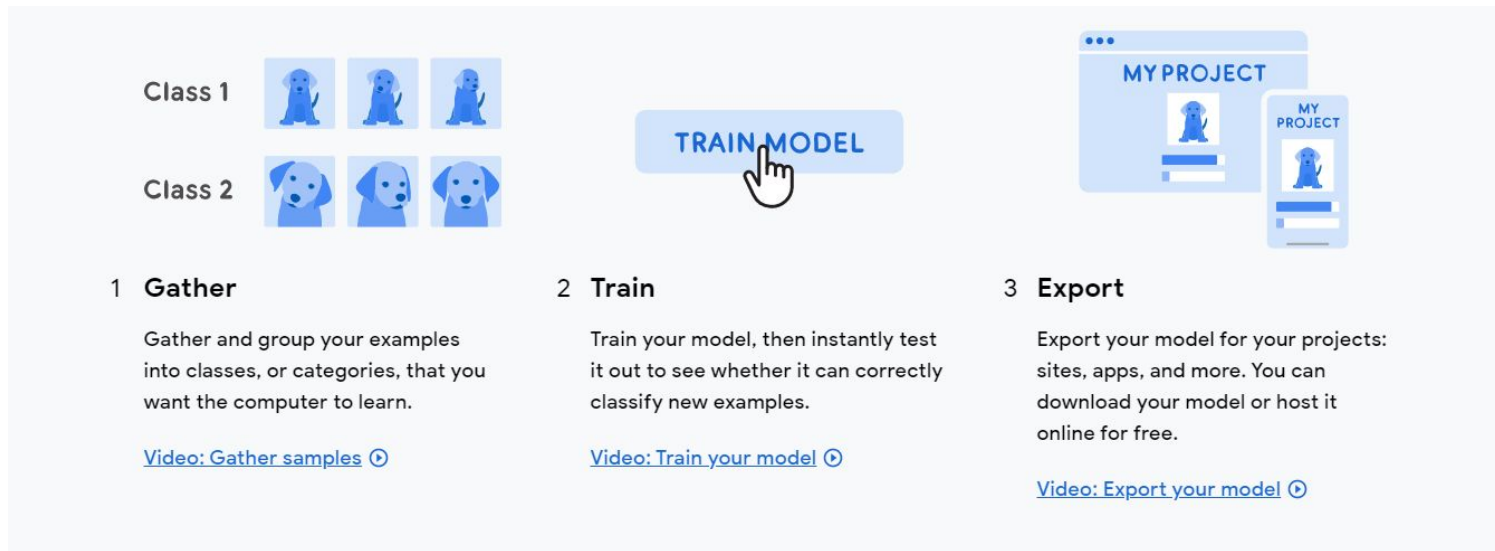 Class 1
Class 2
TRAIN MODEL
MY PROJECT
MY
PROJECT
1 Gather
Gather and group your examples
into classes, or categories, that you
want the computer to learn.
Video: Gather samples
2 Train
Train your model, then instantly test
it out to see whether it can correctly
classify new examples.
Video: Train your model
3 Export
Export your model for your projects:
sites, apps, and more. You can
download your model or host it
online for free.
Video: Export your model